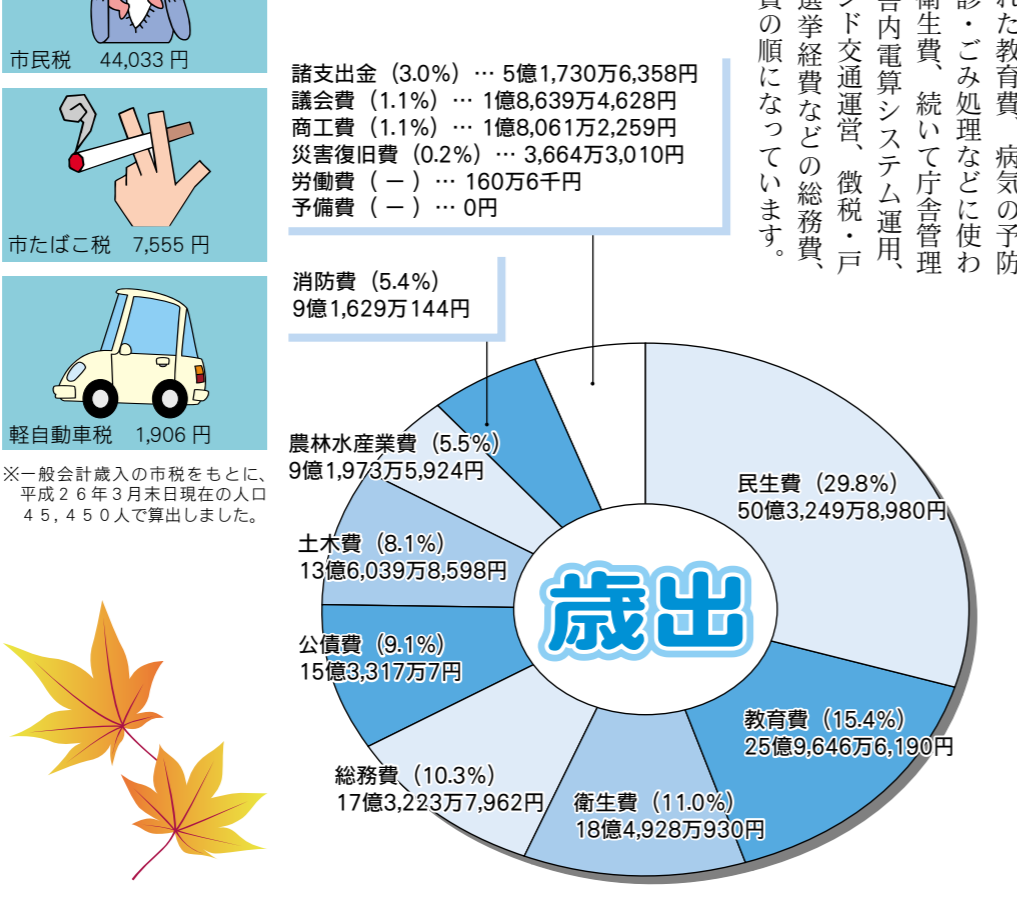 れた教育費、病気の予防
診・ごみ処理などに使わ
衛生費、続いて庁舎管理
内電算システム運用、
ンド交通運営、徴税・戸
選挙経費などの総務費、
費の順になっています。
市民税 44,033 円
市たばこ税 7,555 円
軽自動車税 1,906 円
※一般会計歳入の市税をもとに、
平成２６年３月末日現在の人口
４５,４５０人で算出しました。
諸支出金（3.0%）… 5億1,730万6,358円
議会費（1.1%）… 1億8,639万4,628円
商工費（1.1%）… 1億8,061万2,259円
災害復旧費（0.2%）… 3,664万3,010円
労働費（ － ）… 160万6千円
予備費（ － ）… 0円
消防費（5.4%）
9億1,629万144円
農林水産業費（5.5%）
9億1,973万5,924円
土木費（8.1%）
13億6,039万8,598円
公債費（9.1%）
15億3,317万7円
総務費（10.3%）
17億3,223万7,962円
衛生費（11.0%）
18億4,928万930円
教育費（15.4%）
25億9,646万6,190円
民生費（29.8%）
50億3,249万8,980円
歳出